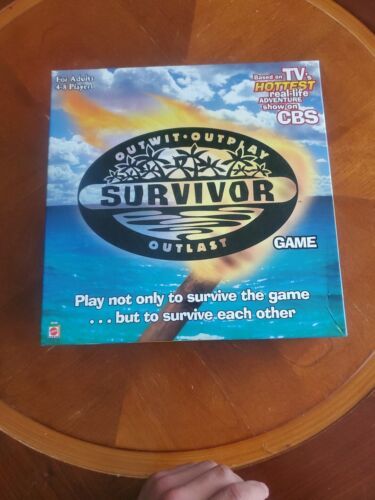 For Adults
4-8 Players
Based on TV's
HOTTEST
real-life
ADVENTURE
show on
CBS
OUTWIT·OUTPLAY
SURVIVOR
OUTLAST
GAME
Play not only to survive the game
. . . but to survive each other